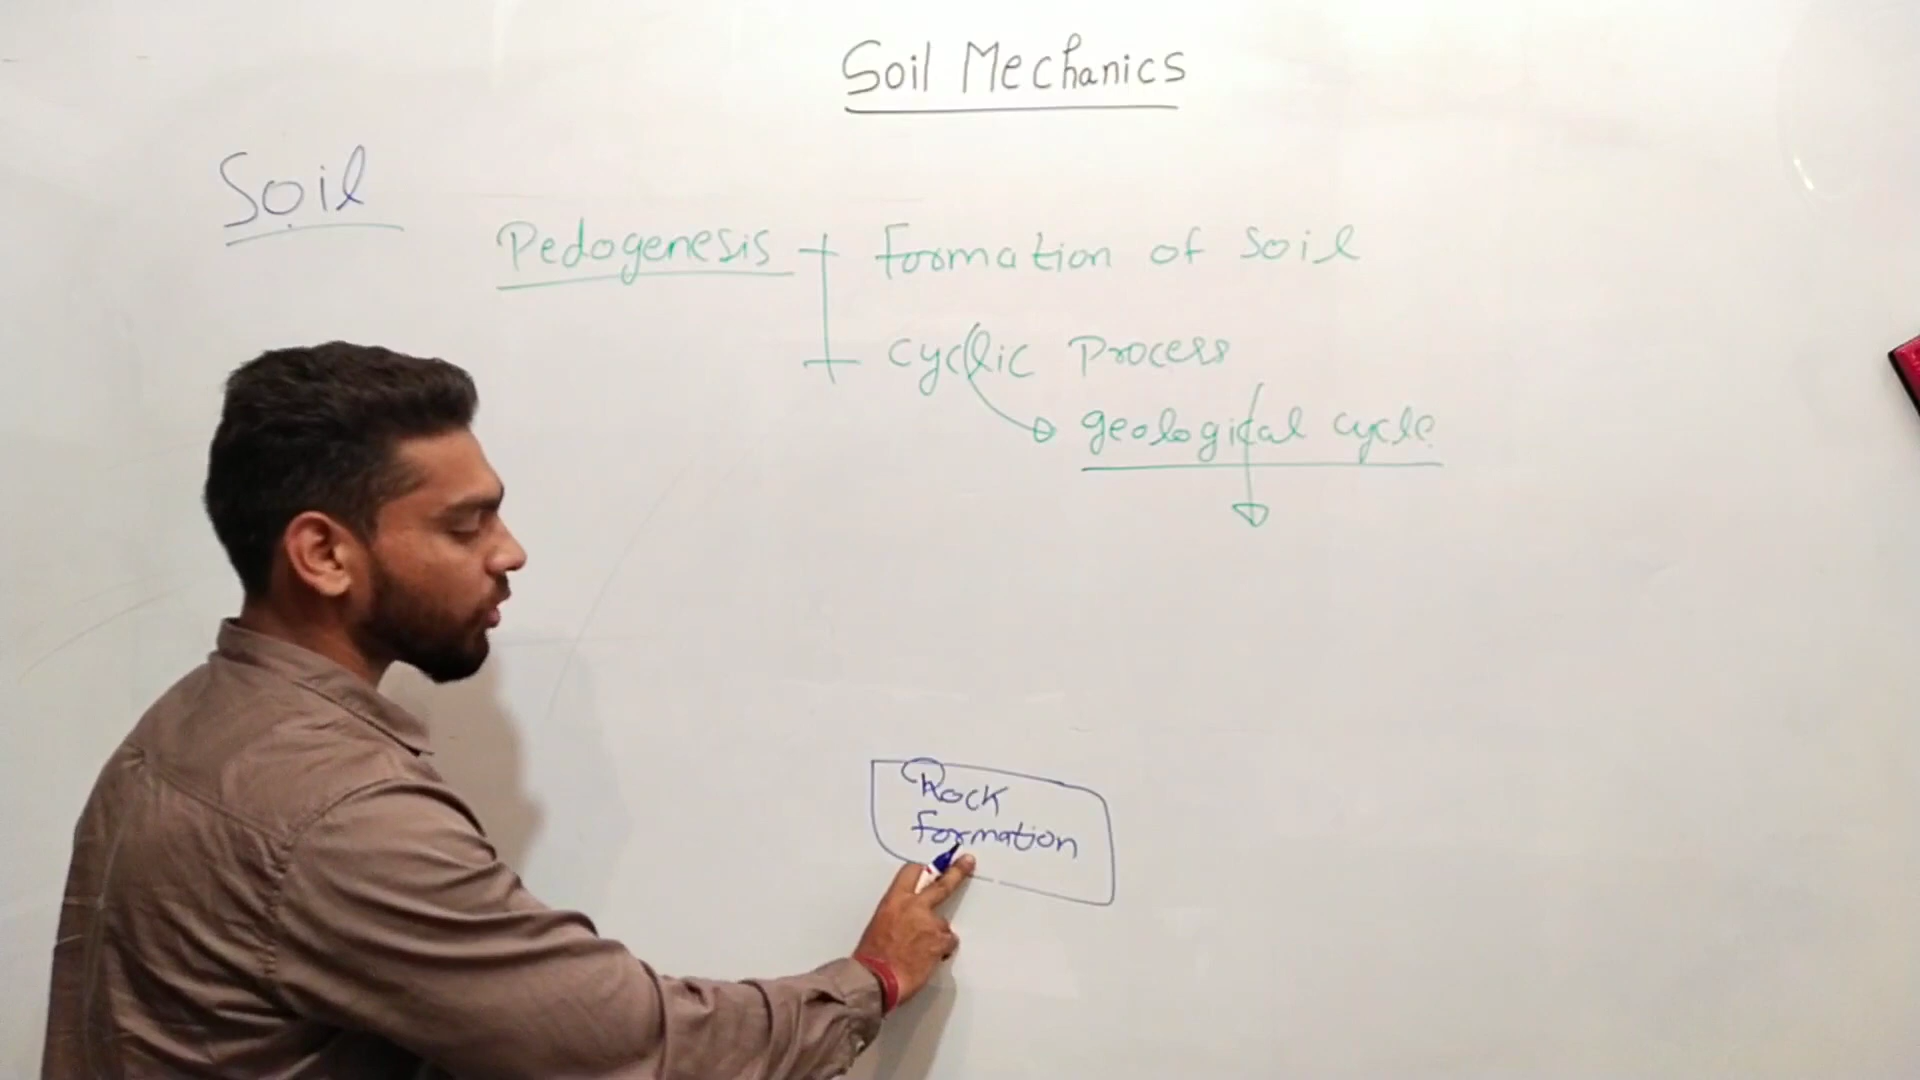 Soil Mechanics
Soil
Pedogenesis Formation of Soil
Cyclic Process
geological cycle
Rock
formation